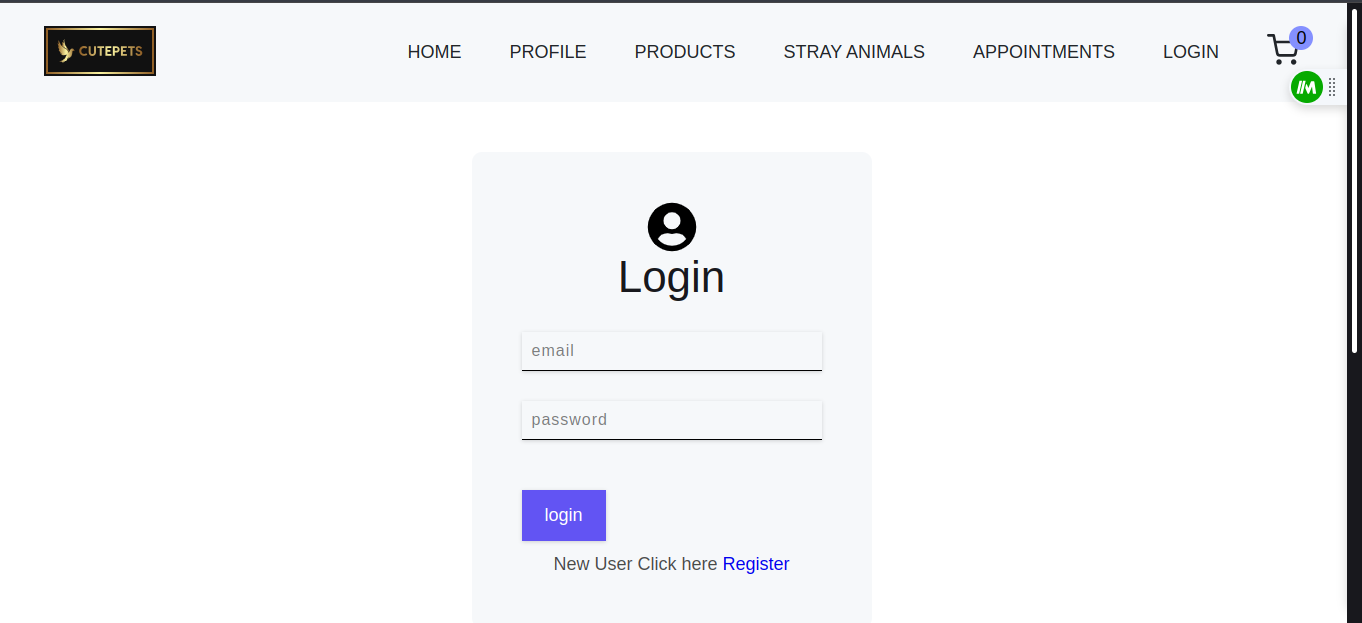 CUTEPETS
HOME PROFILE PRODUCTS STRAY ANIMALS APPOINTMENTS LOGIN 0
Login
email
password
login
New User Click here Register